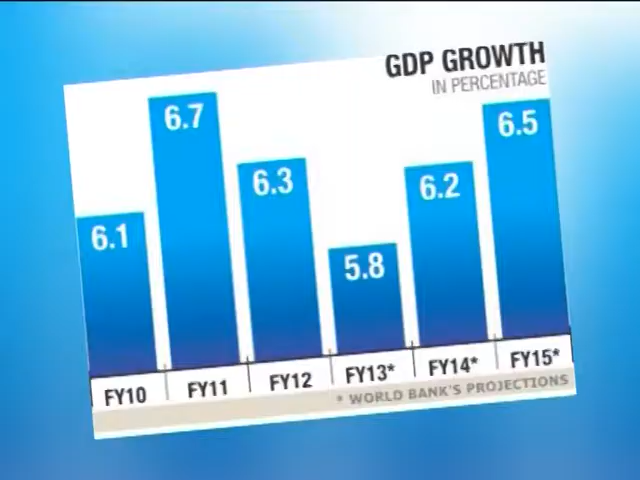 GDP GROWTH
IN PERCENTAGE
6.1
6.7
6.3
5.8
6.2
6.5
FY10
FY11
FY12
FY13*
FY14*
FY15*
* WORLD BANK'S PROJECTIONS